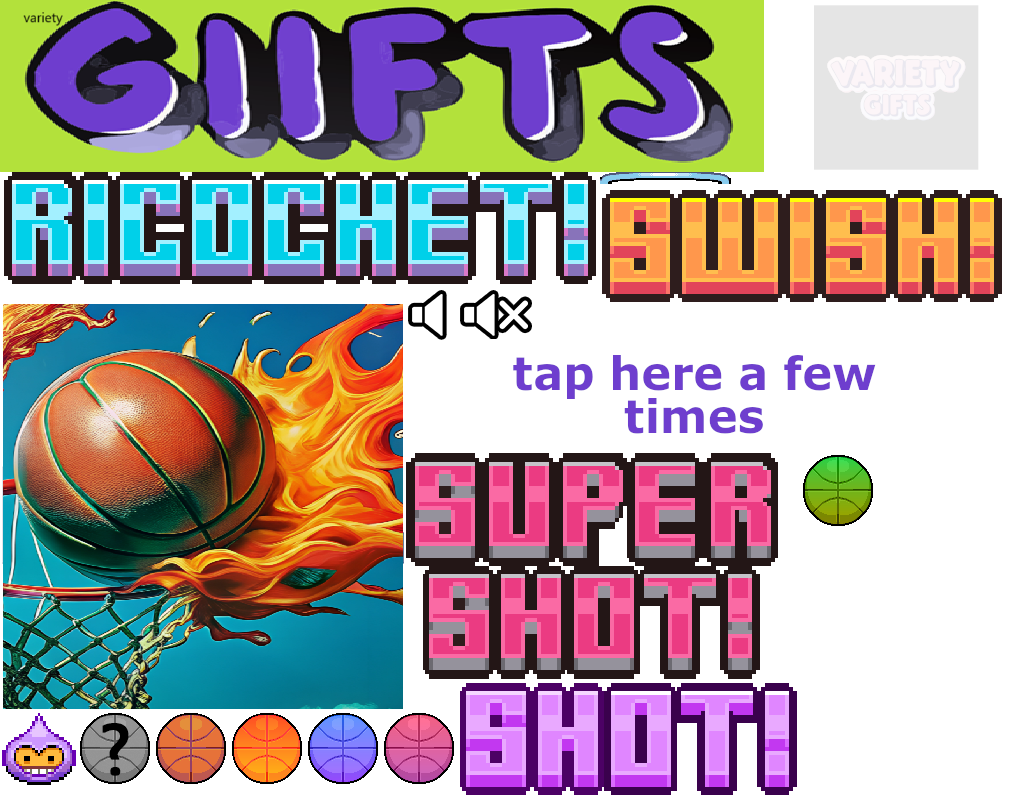 variety
GIIFTS
VARIETY
GIFTS
RICOCHET!
SWISH!
tap here a few
times
SUPER
SHOT!
?
SHOT!